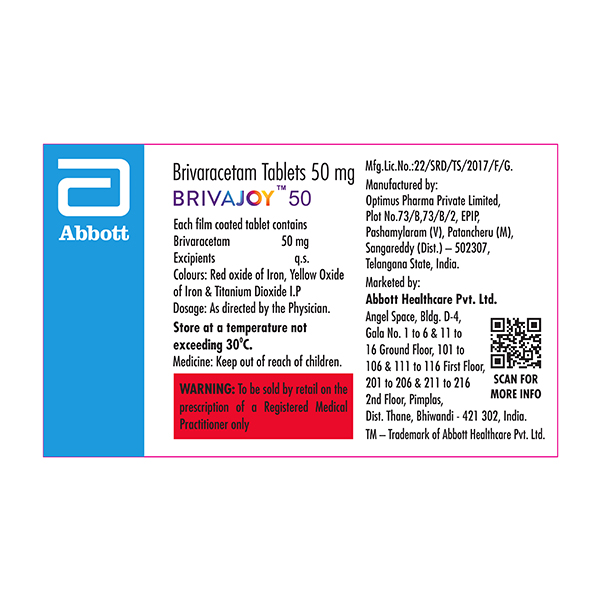 Abbott
Brivaracetam Tablets 50 mg
BRIVAJOY™ 50
Each film coated tablet contains
Brivaracetam 50 mg
Excipients q.s.
Colours: Red oxide of Iron, Yellow Oxide
of Iron & Titanium Dioxide I.P
Dosage: As directed by the Physician.
Store at a temperature not
exceeding 30°C.
Medicine: Keep out of reach of children.
WARNING: To be sold by retail on the
prescription of a Registered Medical
Practitioner only
Mfg.Lic.No.:22/SRD/TS/2017/F/G.
Manufactured by:
Optimus Pharma Private Limited,
Plot No.73/B,73/B/2, EPIP,
Pashamylaram (V), Patancheru (M),
Sangareddy (Dist.) – 502307,
Telangana State, India.
Marketed by:
Abbott Healthcare Pvt. Ltd.
Angel Space, Bldg. D-4,
Gala No. 1 to 6 & 11 to
16 Ground Floor, 101 to
106 & 111 to 116 First Floor,
201 to 206 & 211 to 216
2nd Floor, Pimplas,
Dist. Thane, Bhiwandi - 421 302, India.
SCAN FOR
MORE INFO
TM – Trademark of Abbott Healthcare Pvt. Ltd.